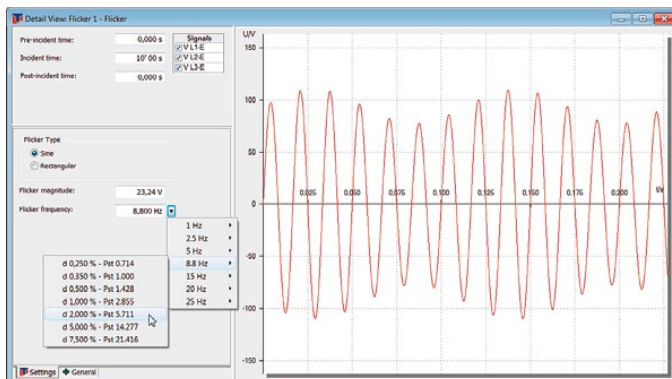 Detail View: Flicker 1 - Flicker
Pre-incident time: 0,000 s
Incident time: 10' 00 s
Post-incident time: 0,000 s
Signals
V L1-E
V L2-E
V L3-E
Flicker Type
Sine
Rectangular
Flicker magnitude: 23,24 V
Flicker frequency: 8,800 Hz
1 Hz
2.5 Hz
5 Hz
8.8 Hz
15 Hz
20 Hz
25 Hz
d 0,250 % - Pst 0.714
d 0,350 % - Pst 1.000
d 0,500 % - Pst 1.428
d 1,000 % - Pst 2.855
d 2,000 % - Pst 5.711
d 5,000 % - Pst 14.277
d 7,500 % - Pst 21.416
Settings General
U/V
150
100
50
0
-50
-100
-150
0,025 0,050 0,075 0,100 0,125 0,150 0,175 0,200